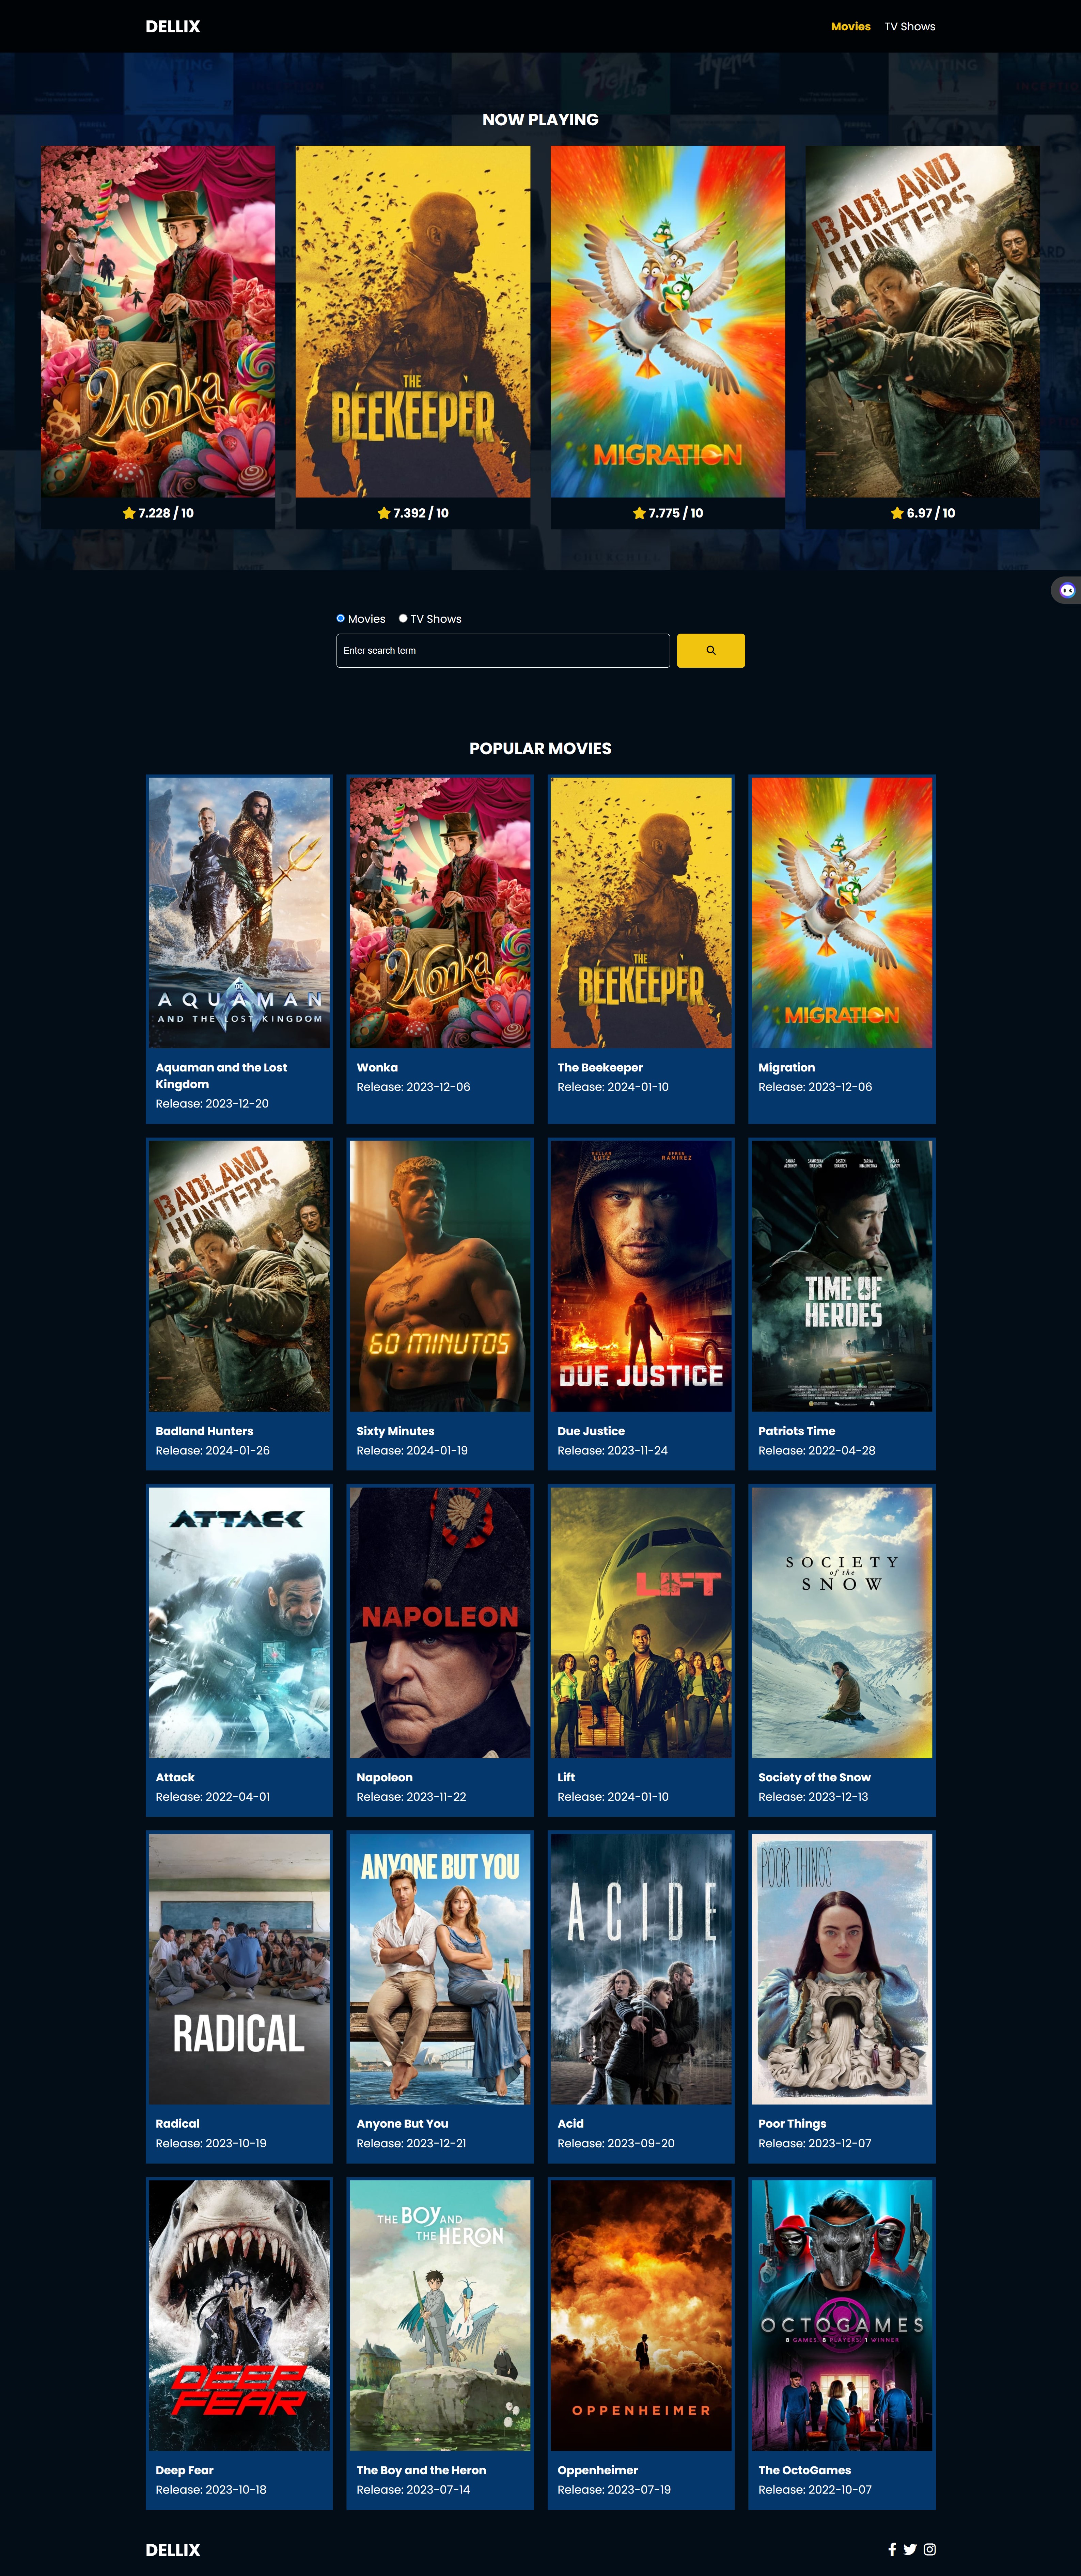 DELLIX
Movies TV Shows
WAITING
FIGHT
Hyena
WAITING
NOW PLAYING
Wonka
THE
BEEKEEPER
MIGRATION
BADLAND
HUNTERS
7.228 / 10
7.392 / 10
7.775 / 10
6.97 / 10
CHURCHILL
Movies TV Shows
Enter search term
POPULAR MOVIES
AQUAMAN
AND THE LOST KINGDOM
Wonka
THE
BEEKEEPER
MIGRATION
Aquaman and the Lost
Kingdom
Release: 2023-12-20
Wonka
Release: 2023-12-06
The Beekeeper
Release: 2024-01-10
Migration
Release: 2023-12-06
BADLAND
HUNTERS
60 MINUTOS
KELLAN
LUTZ
EFREN
RAMIREZ
DUE JUSTICE
TIME OF
HEROES
Badland Hunters
Release: 2024-01-26
Sixty Minutes
Release: 2024-01-19
Due Justice
Release: 2023-11-24
Patriots Time
Release: 2022-04-28
ATTACK
NAPOLEON
LIFT
SOCIETY
of the
SNOW
Attack
Release: 2022-04-01
Napoleon
Release: 2023-11-22
Lift
Release: 2024-01-10
Society of the Snow
Release: 2023-12-13
RADICAL
ANYONE BUT YOU
ACIDE
POOR THINGS
Radical
Release: 2023-10-19
Anyone But You
Release: 2023-12-21
Acid
Release: 2023-09-20
Poor Things
Release: 2023-12-07
DEEP
FEAR
THE BOY AND
THE HERON
OPPENHEIMER
OCTOGAMES
8 GAMES 8 PLAYERS 1 WINNER
Deep Fear
Release: 2023-10-18
The Boy and the Heron
Release: 2023-07-14
Oppenheimer
Release: 2023-07-19
The OctoGames
Release: 2022-10-07
DELLIX